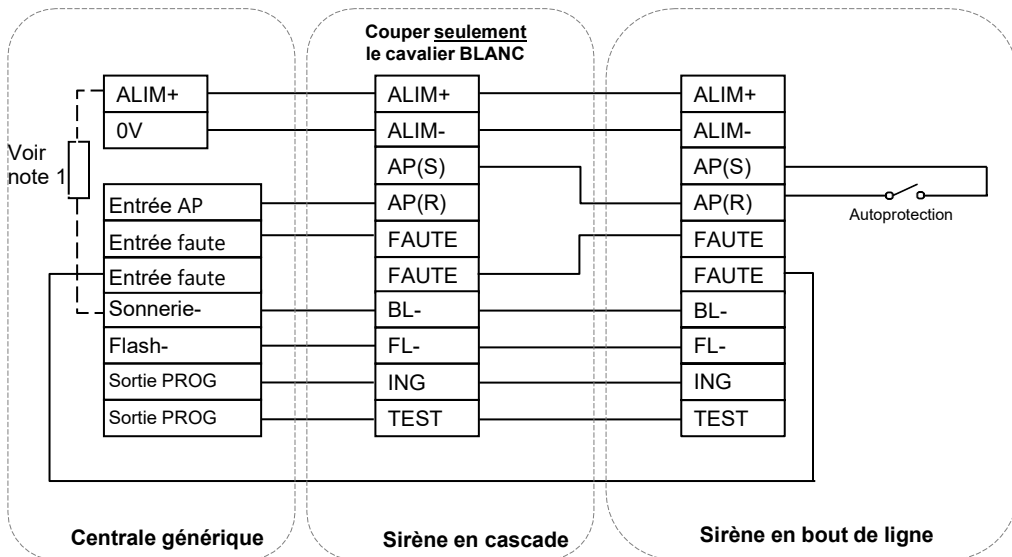 Couper seulement
le cavalier BLANC
ALIM+
0V
Voir
note 1
Entrée AP
Entrée faute
Entrée faute
Sonnerie-
Flash-
Sortie PROG
Sortie PROG
ALIM+
ALIM-
AP(S)
AP(R)
FAUTE
FAUTE
BL-
FL-
ING
TEST
ALIM+
ALIM-
AP(S)
AP(R)
FAUTE
FAUTE
BL-
FL-
ING
TEST
Autoprotection
Centrale générique
Sirène en cascade
Sirène en bout de ligne